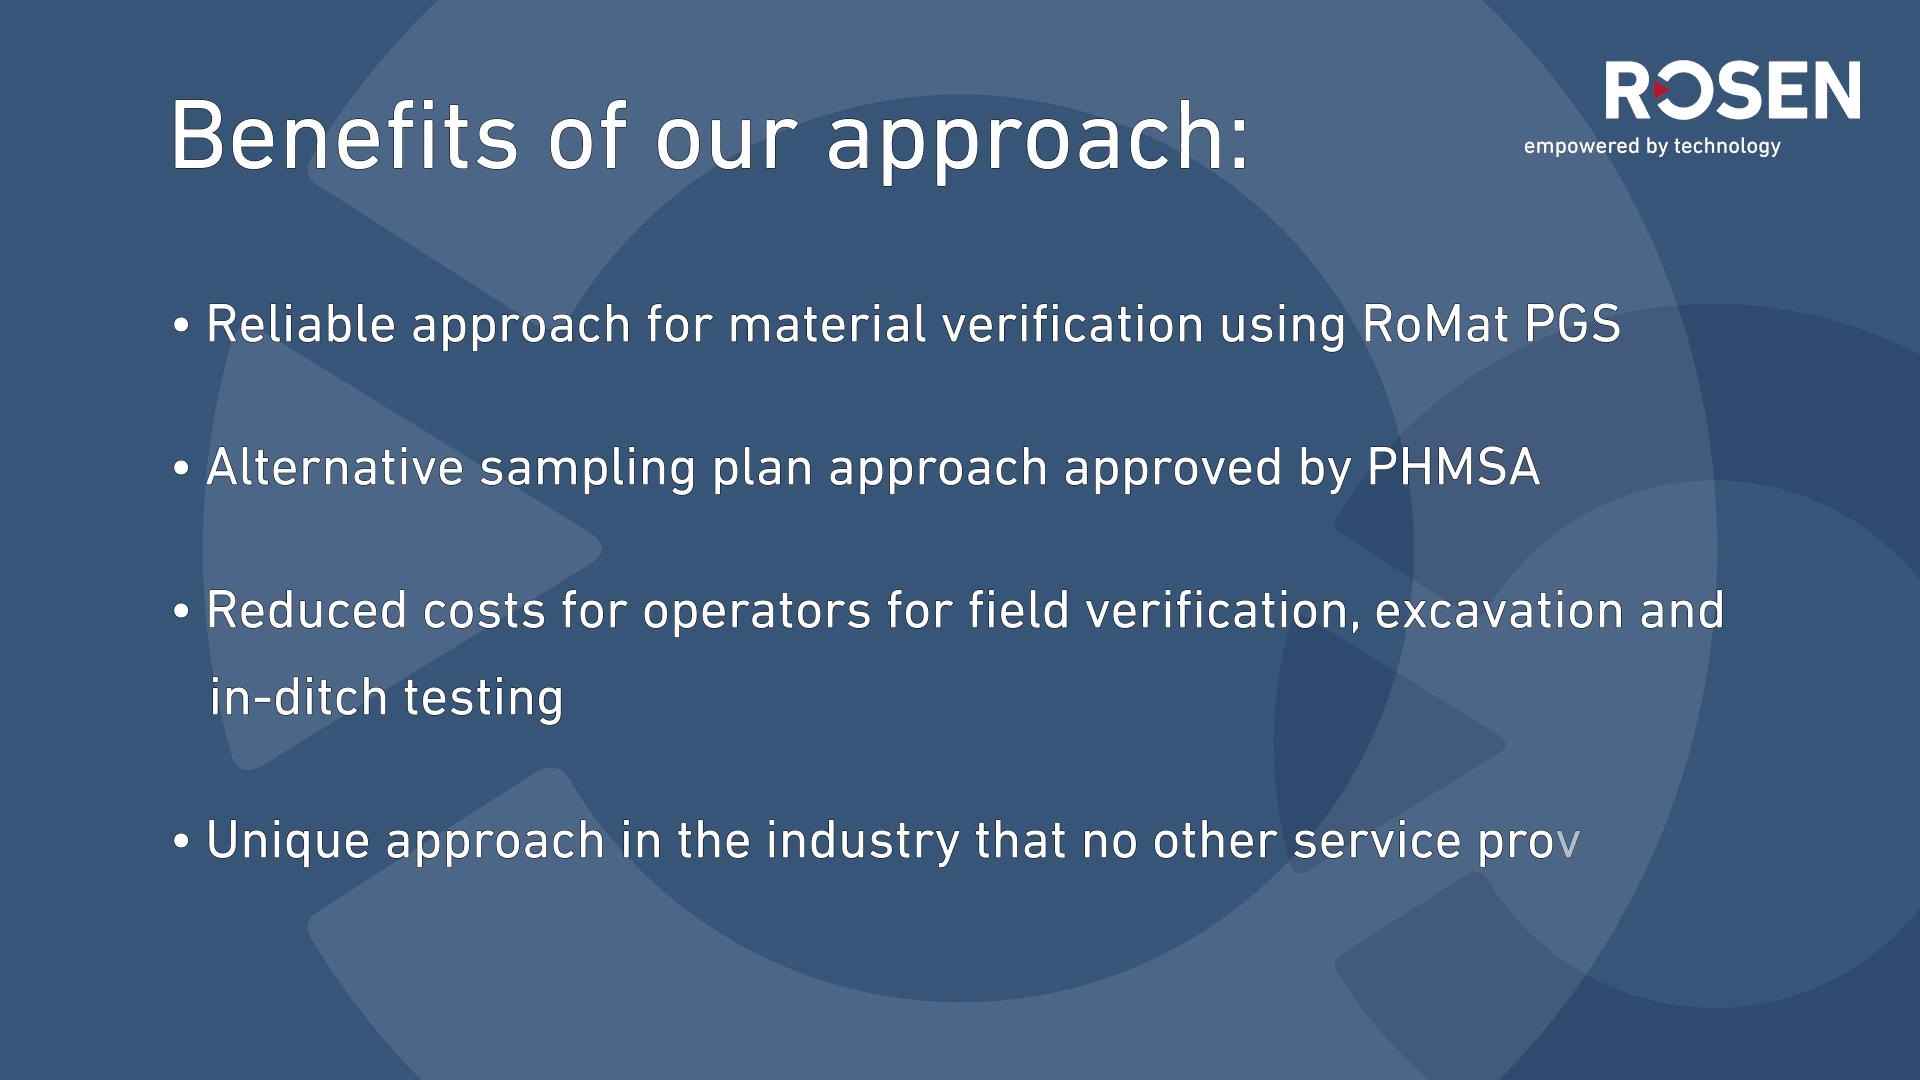 ROSEN
empowered by technology
Benefits of our approach:
• Reliable approach for material verification using RoMat PGS
• Alternative sampling plan approach approved by PHMSA
• Reduced costs for operators for field verification, excavation and
in-ditch testing
• Unique approach in the industry that no other service prov